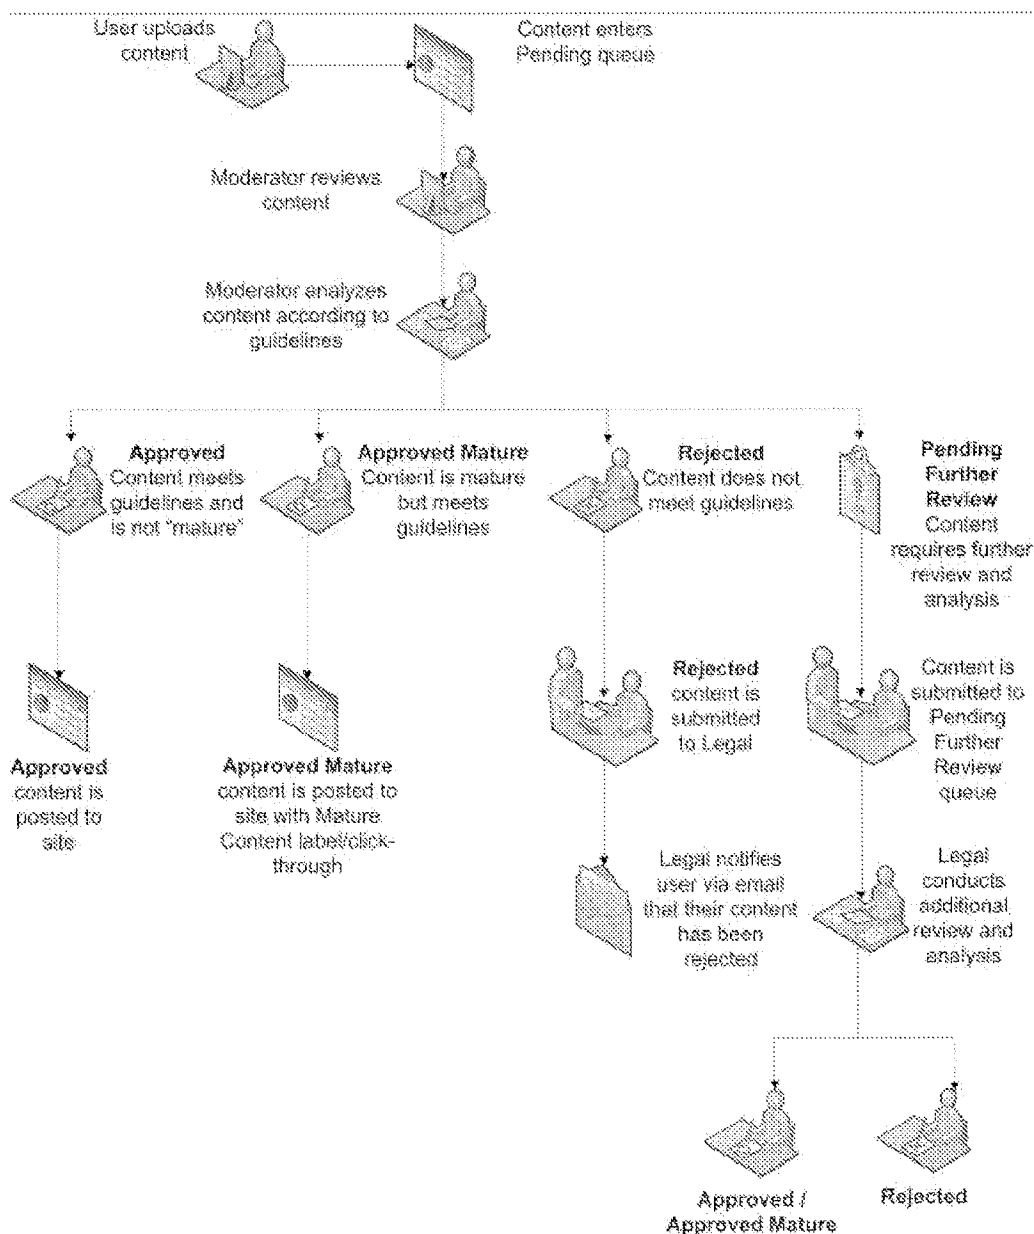 User uploads
content
Content enters
Pending queue
Moderator reviews
content
Moderator analyzes
content according to
guidelines
Approved
Content meets
guidelines and
is not "mature"
Approved Mature
Content is mature
but meets
guidelines
Rejected
Content does not
meet guidelines
Pending
Further
Review
Content
requires further
review and
analysis
Approved
content is
posted to
site
Approved Mature
content is posted to
site with Mature
Content label/click-
through
Rejected
content is
submitted
to Legal
Content is
submitted to
Pending
Further
Review
queue
Legal notifies
user via email
that their content
has been
rejected
Legal
conducts
additional
review and
analysis
Approved /
Approved Mature
Rejected